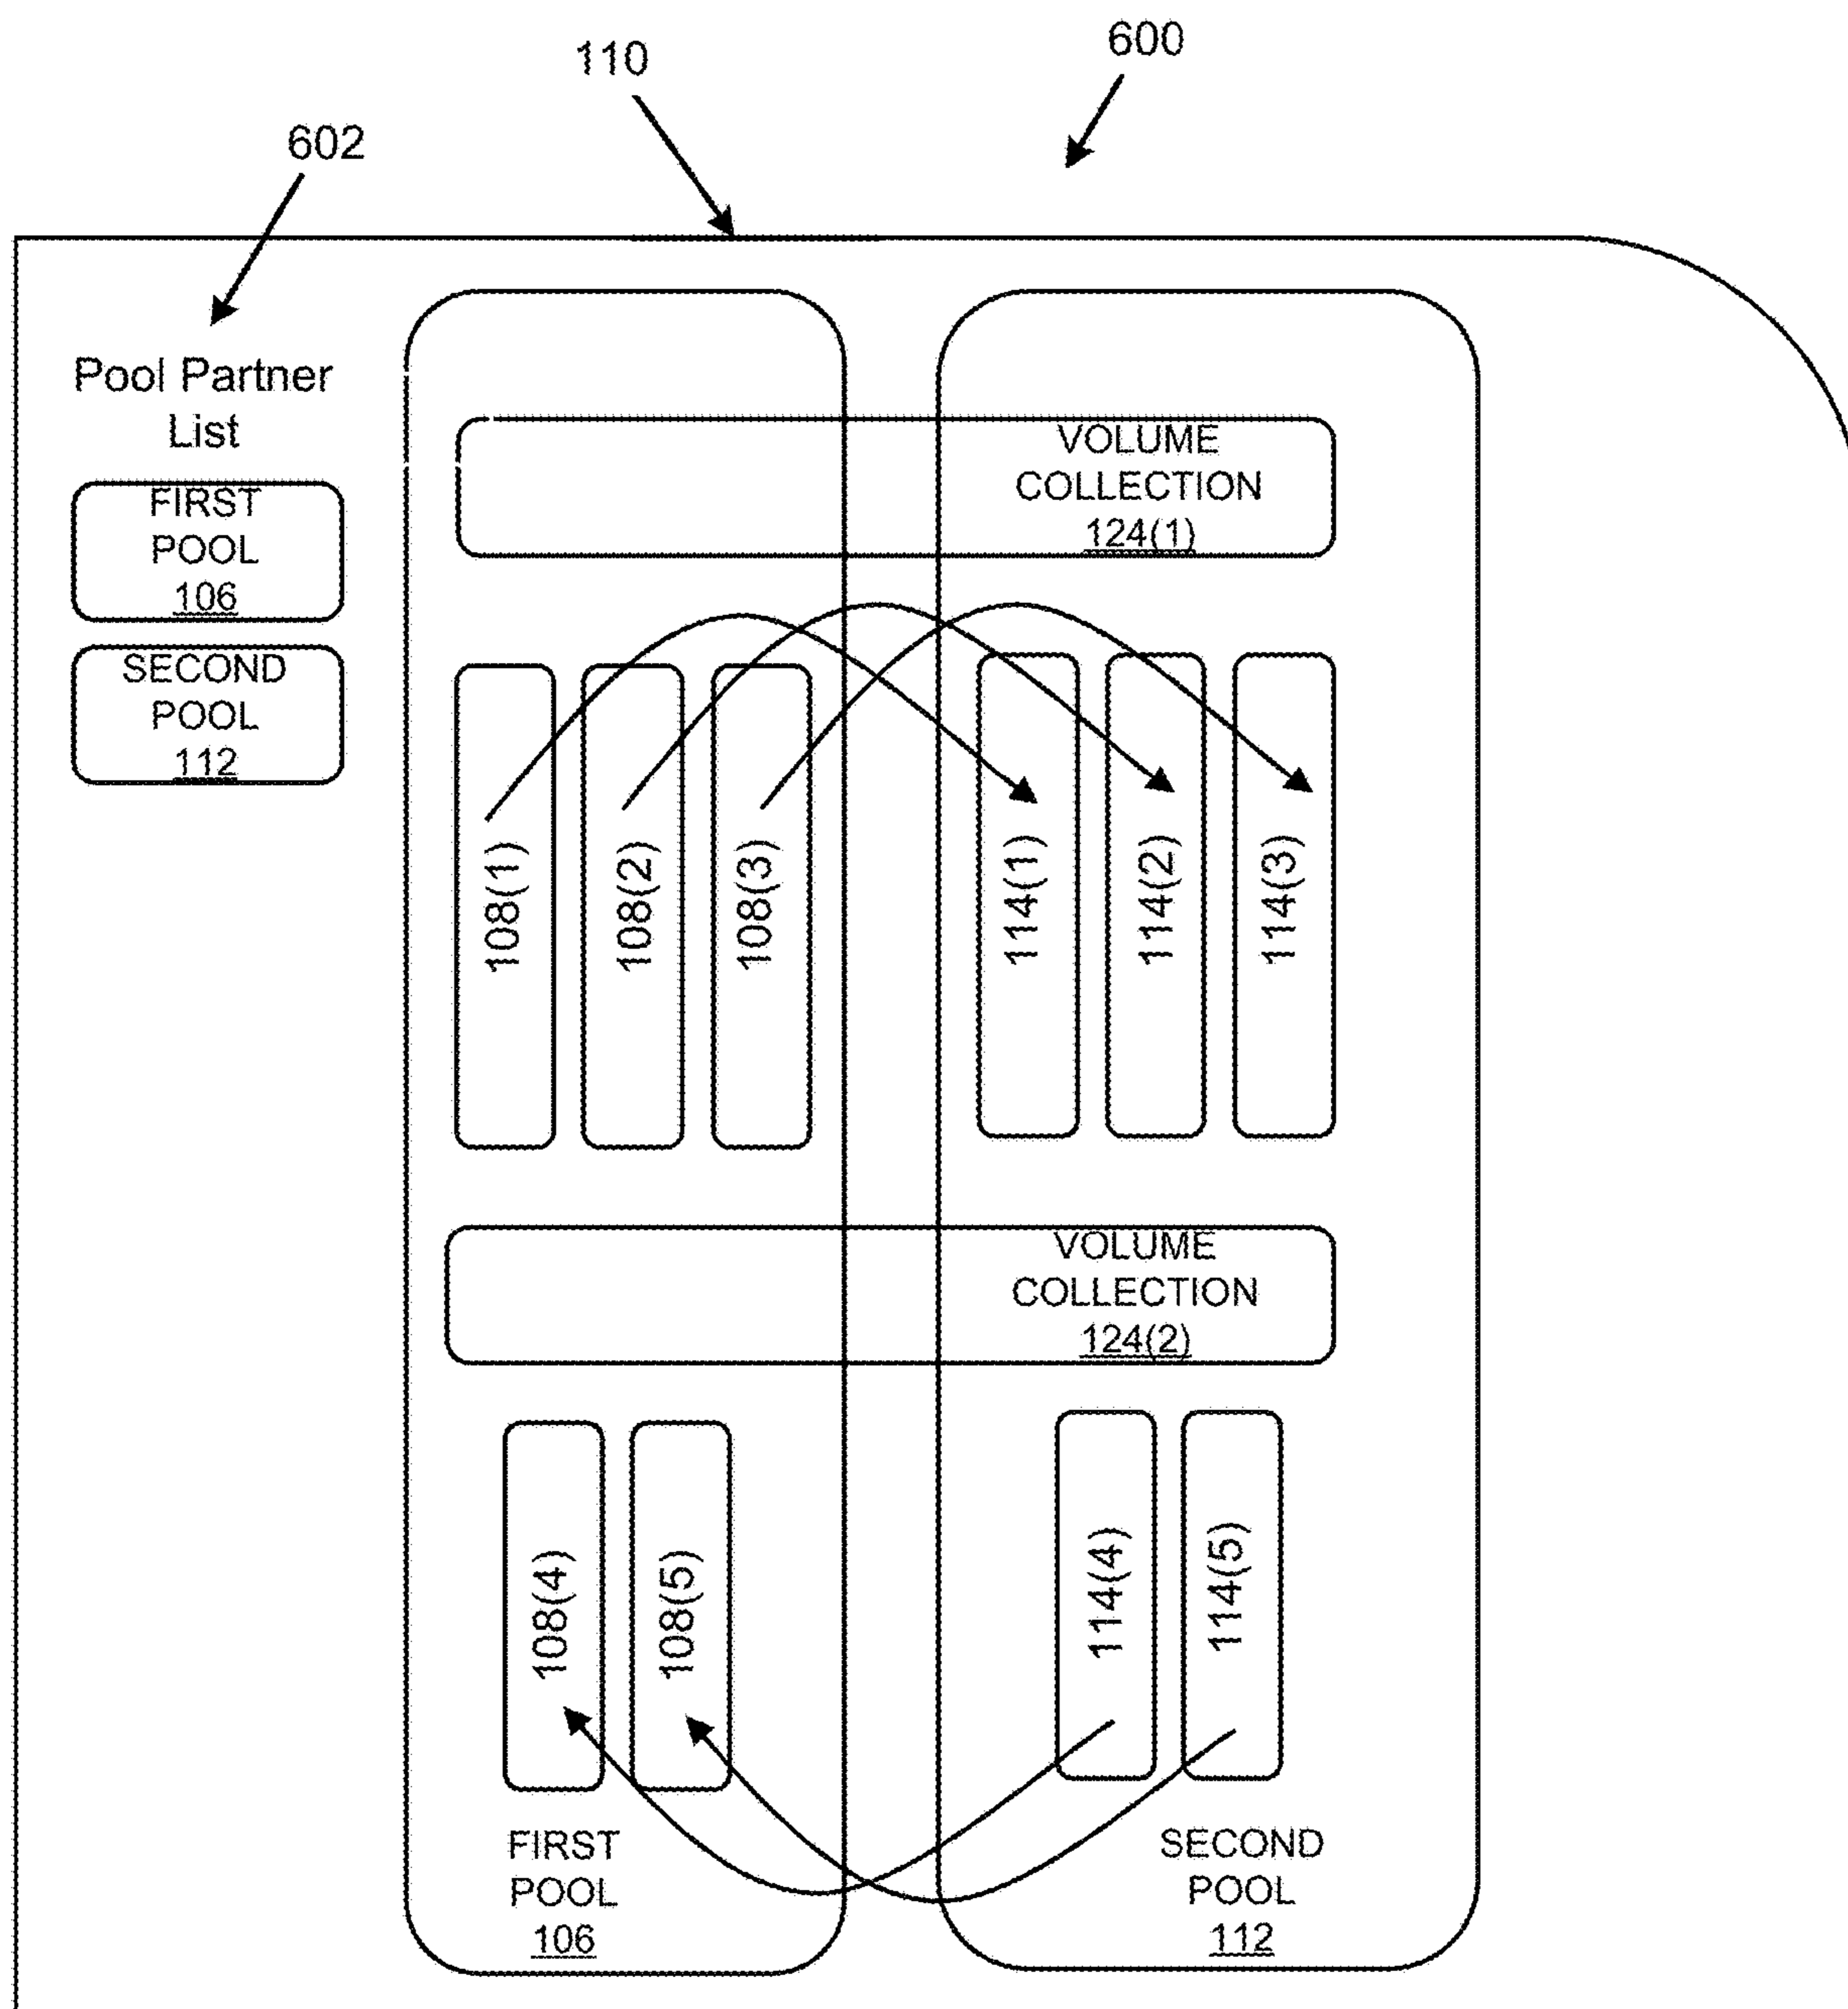 600
110
602
Pool Partner
List
FIRST
POOL
106
SECOND
POOL
112
VOLUME
COLLECTION
124(1)
108(1)
108(2)
108(3)
114(1)
114(2)
114(3)
VOLUME
COLLECTION
124(2)
108(4)
108(5)
114(4)
114(5)
FIRST
POOL
106
SECOND
POOL
112